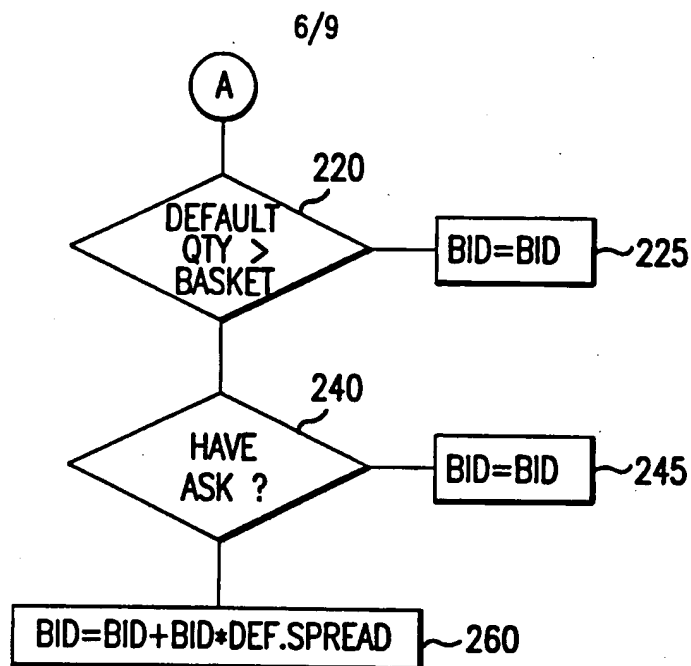 6/9
A
220
DEFAULT
QTY >
BASKET
BID=BID
225
240
HAVE
ASK ?
BID=BID
245
BID=BID+BID*DEF.SPREAD
260